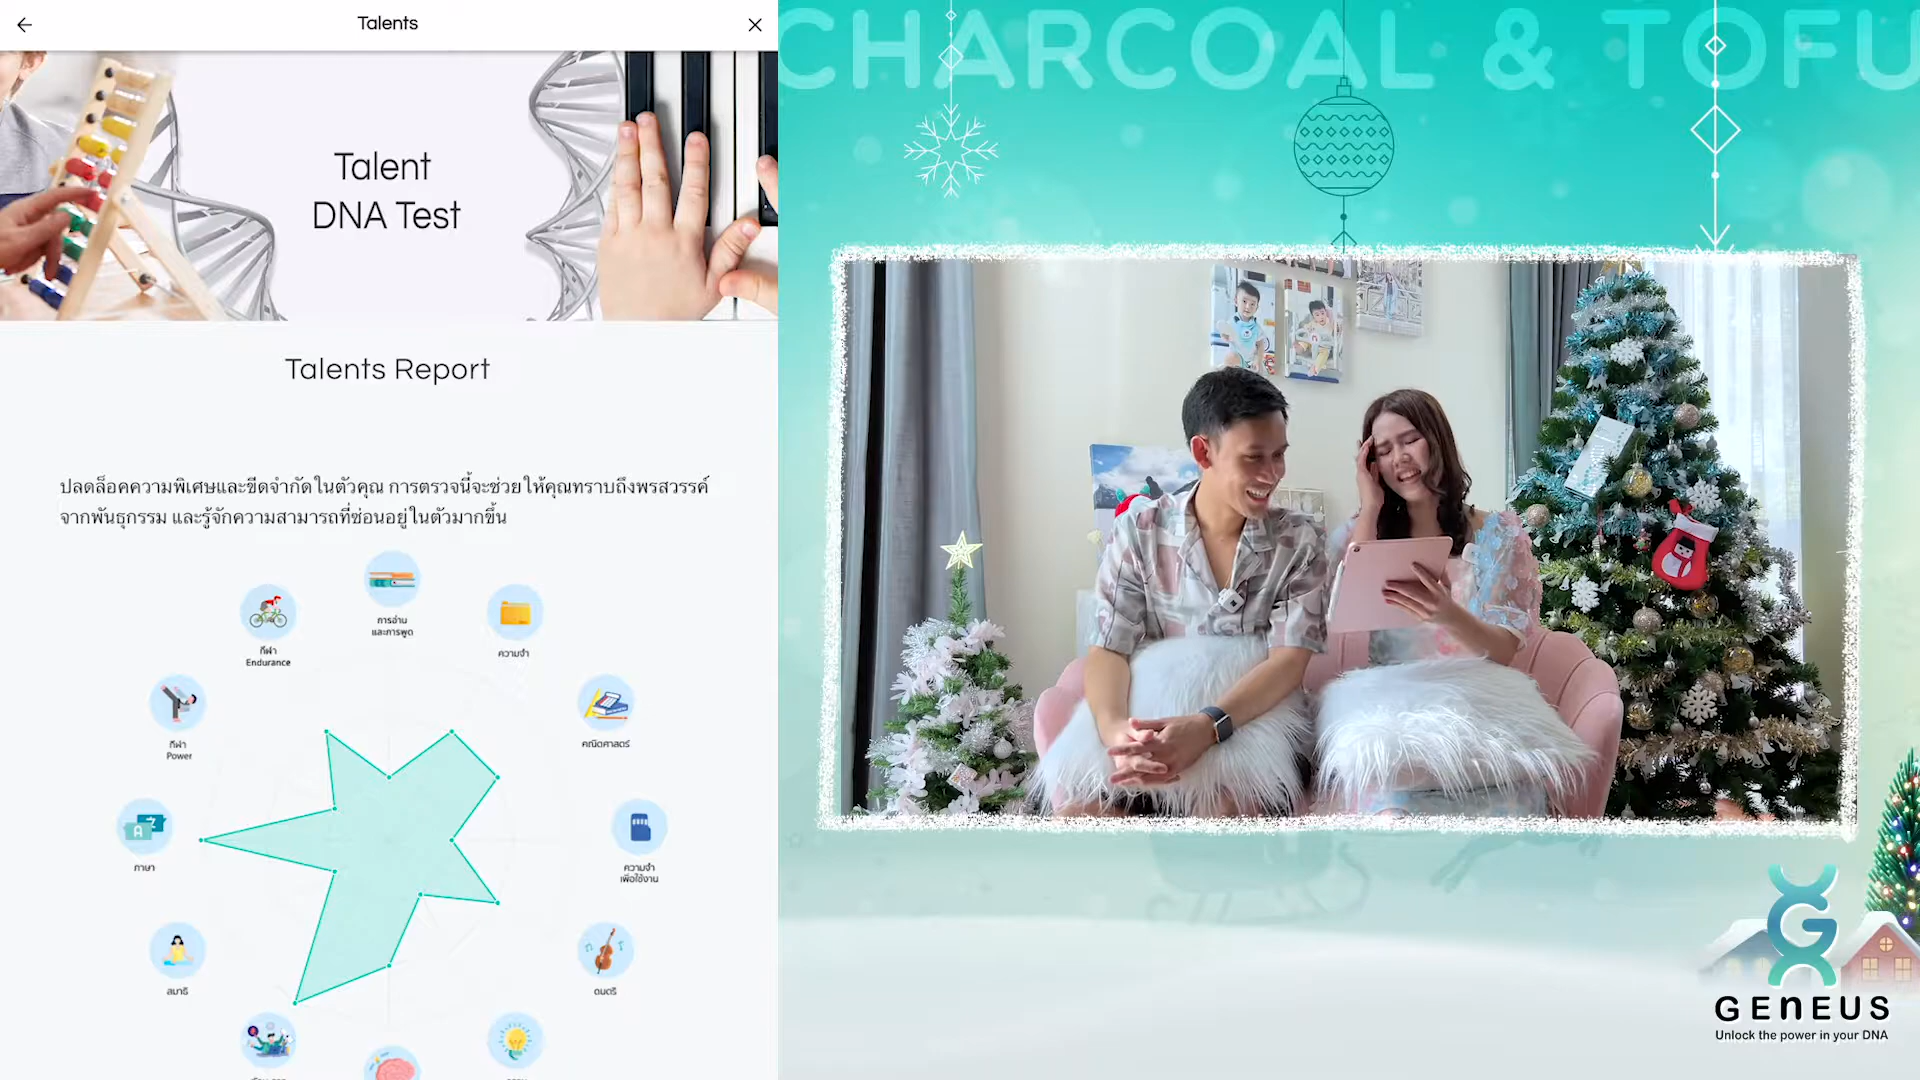 Talents
CHARCOAL & TOFU
Talent
DNA Test
Talents Report
ปลดล็อคความพิเศษและขีดจำกัดในตัวคุณ การตรวจนี้จะช่วยให้คุณทราบถึงพรสวรรค์
จากพันธุกรรม และรู้จักความสามารถที่ซ่อนอยู่ในตัวมากขึ้น
การอ่าน
และการพูด
ความจำ
กีฬา
Endurance
คณิตศาสตร์
กีฬา
Power
ภาษา
ความจำ
เพื่อใช้งาน
สมาธิ
ดนตรี
GENEUS
Unlock the power in your DNA